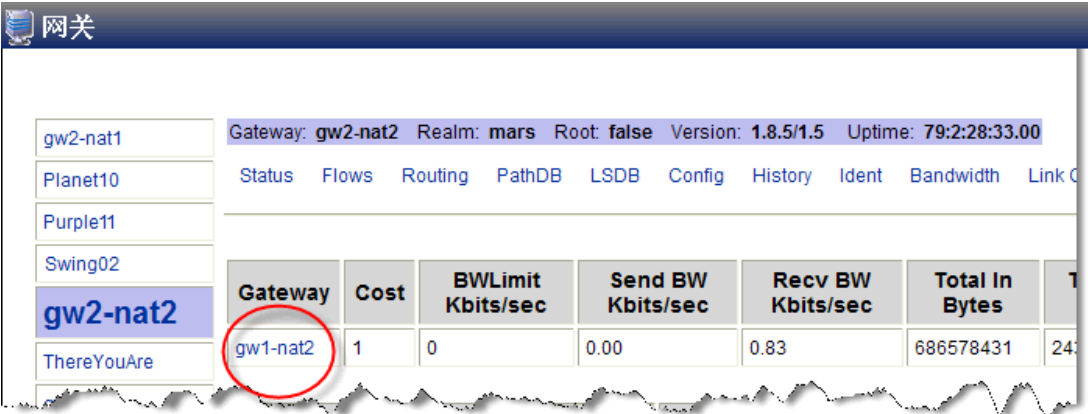 网关
gw2-nat1
Planet10
Purple11
Swing02
gw2-nat2
ThereYouAre
Gateway: gw2-nat2 Realm: mars Root: false Version: 1.8.5/1.5 Uptime: 79:2:28:33.00
Status Flows Routing PathDB LSDB Config History Ident Bandwidth Link
Gateway Cost BWLimit Kbits/sec Send BW Kbits/sec Recv BW Kbits/sec Total In Bytes
gw1-nat2 1 0 0.00 0.83 686578431 243